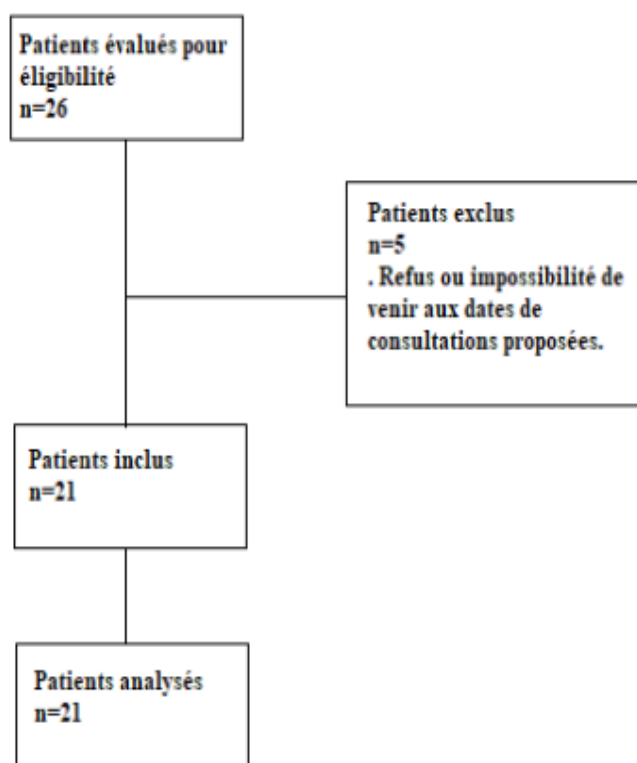 Patients évalués pour
éligibilité
n=26
Patients exclus
n=5
. Refus ou impossibilité de
venir aux dates de
consultations proposées.
Patients inclus
n=21
Patients analysés
n=21